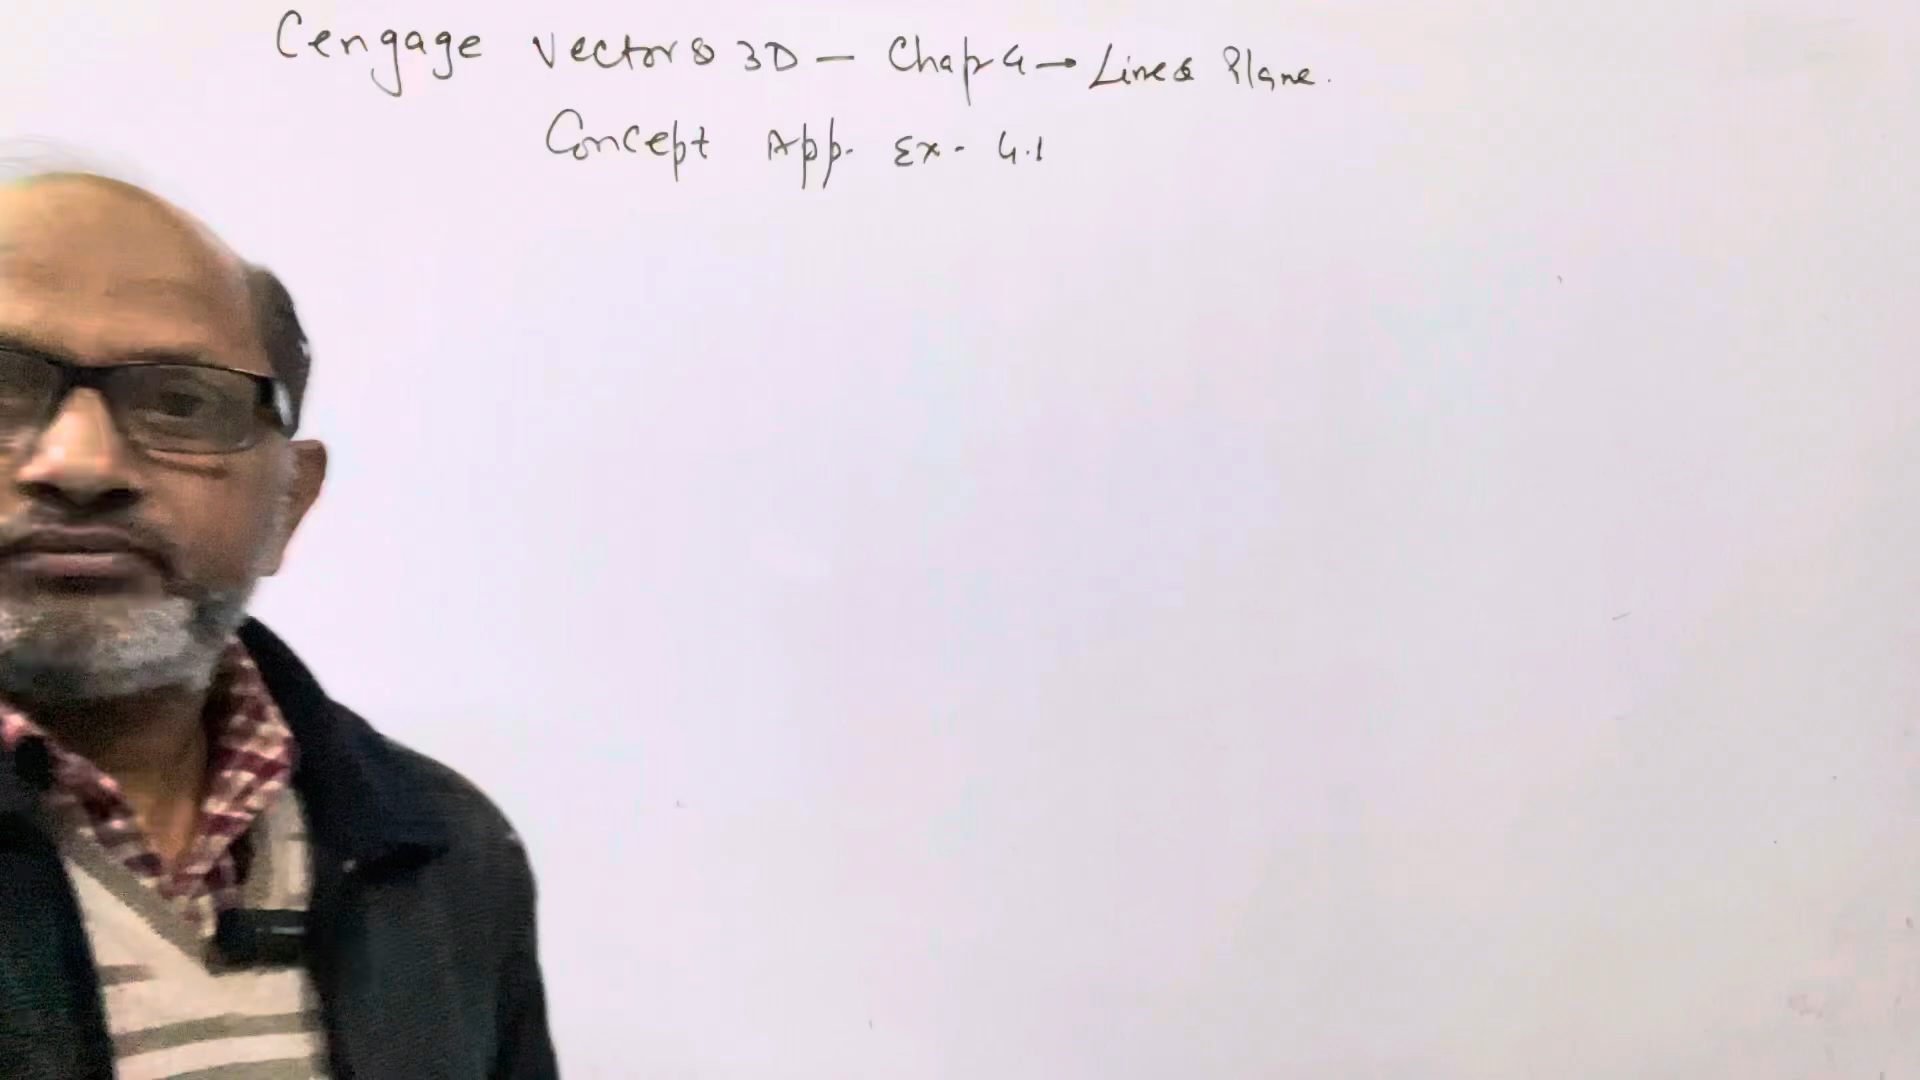 Cengage Vector & 3D - Chap 4 → Line & Plane.
Concept App. Ex - 4.1